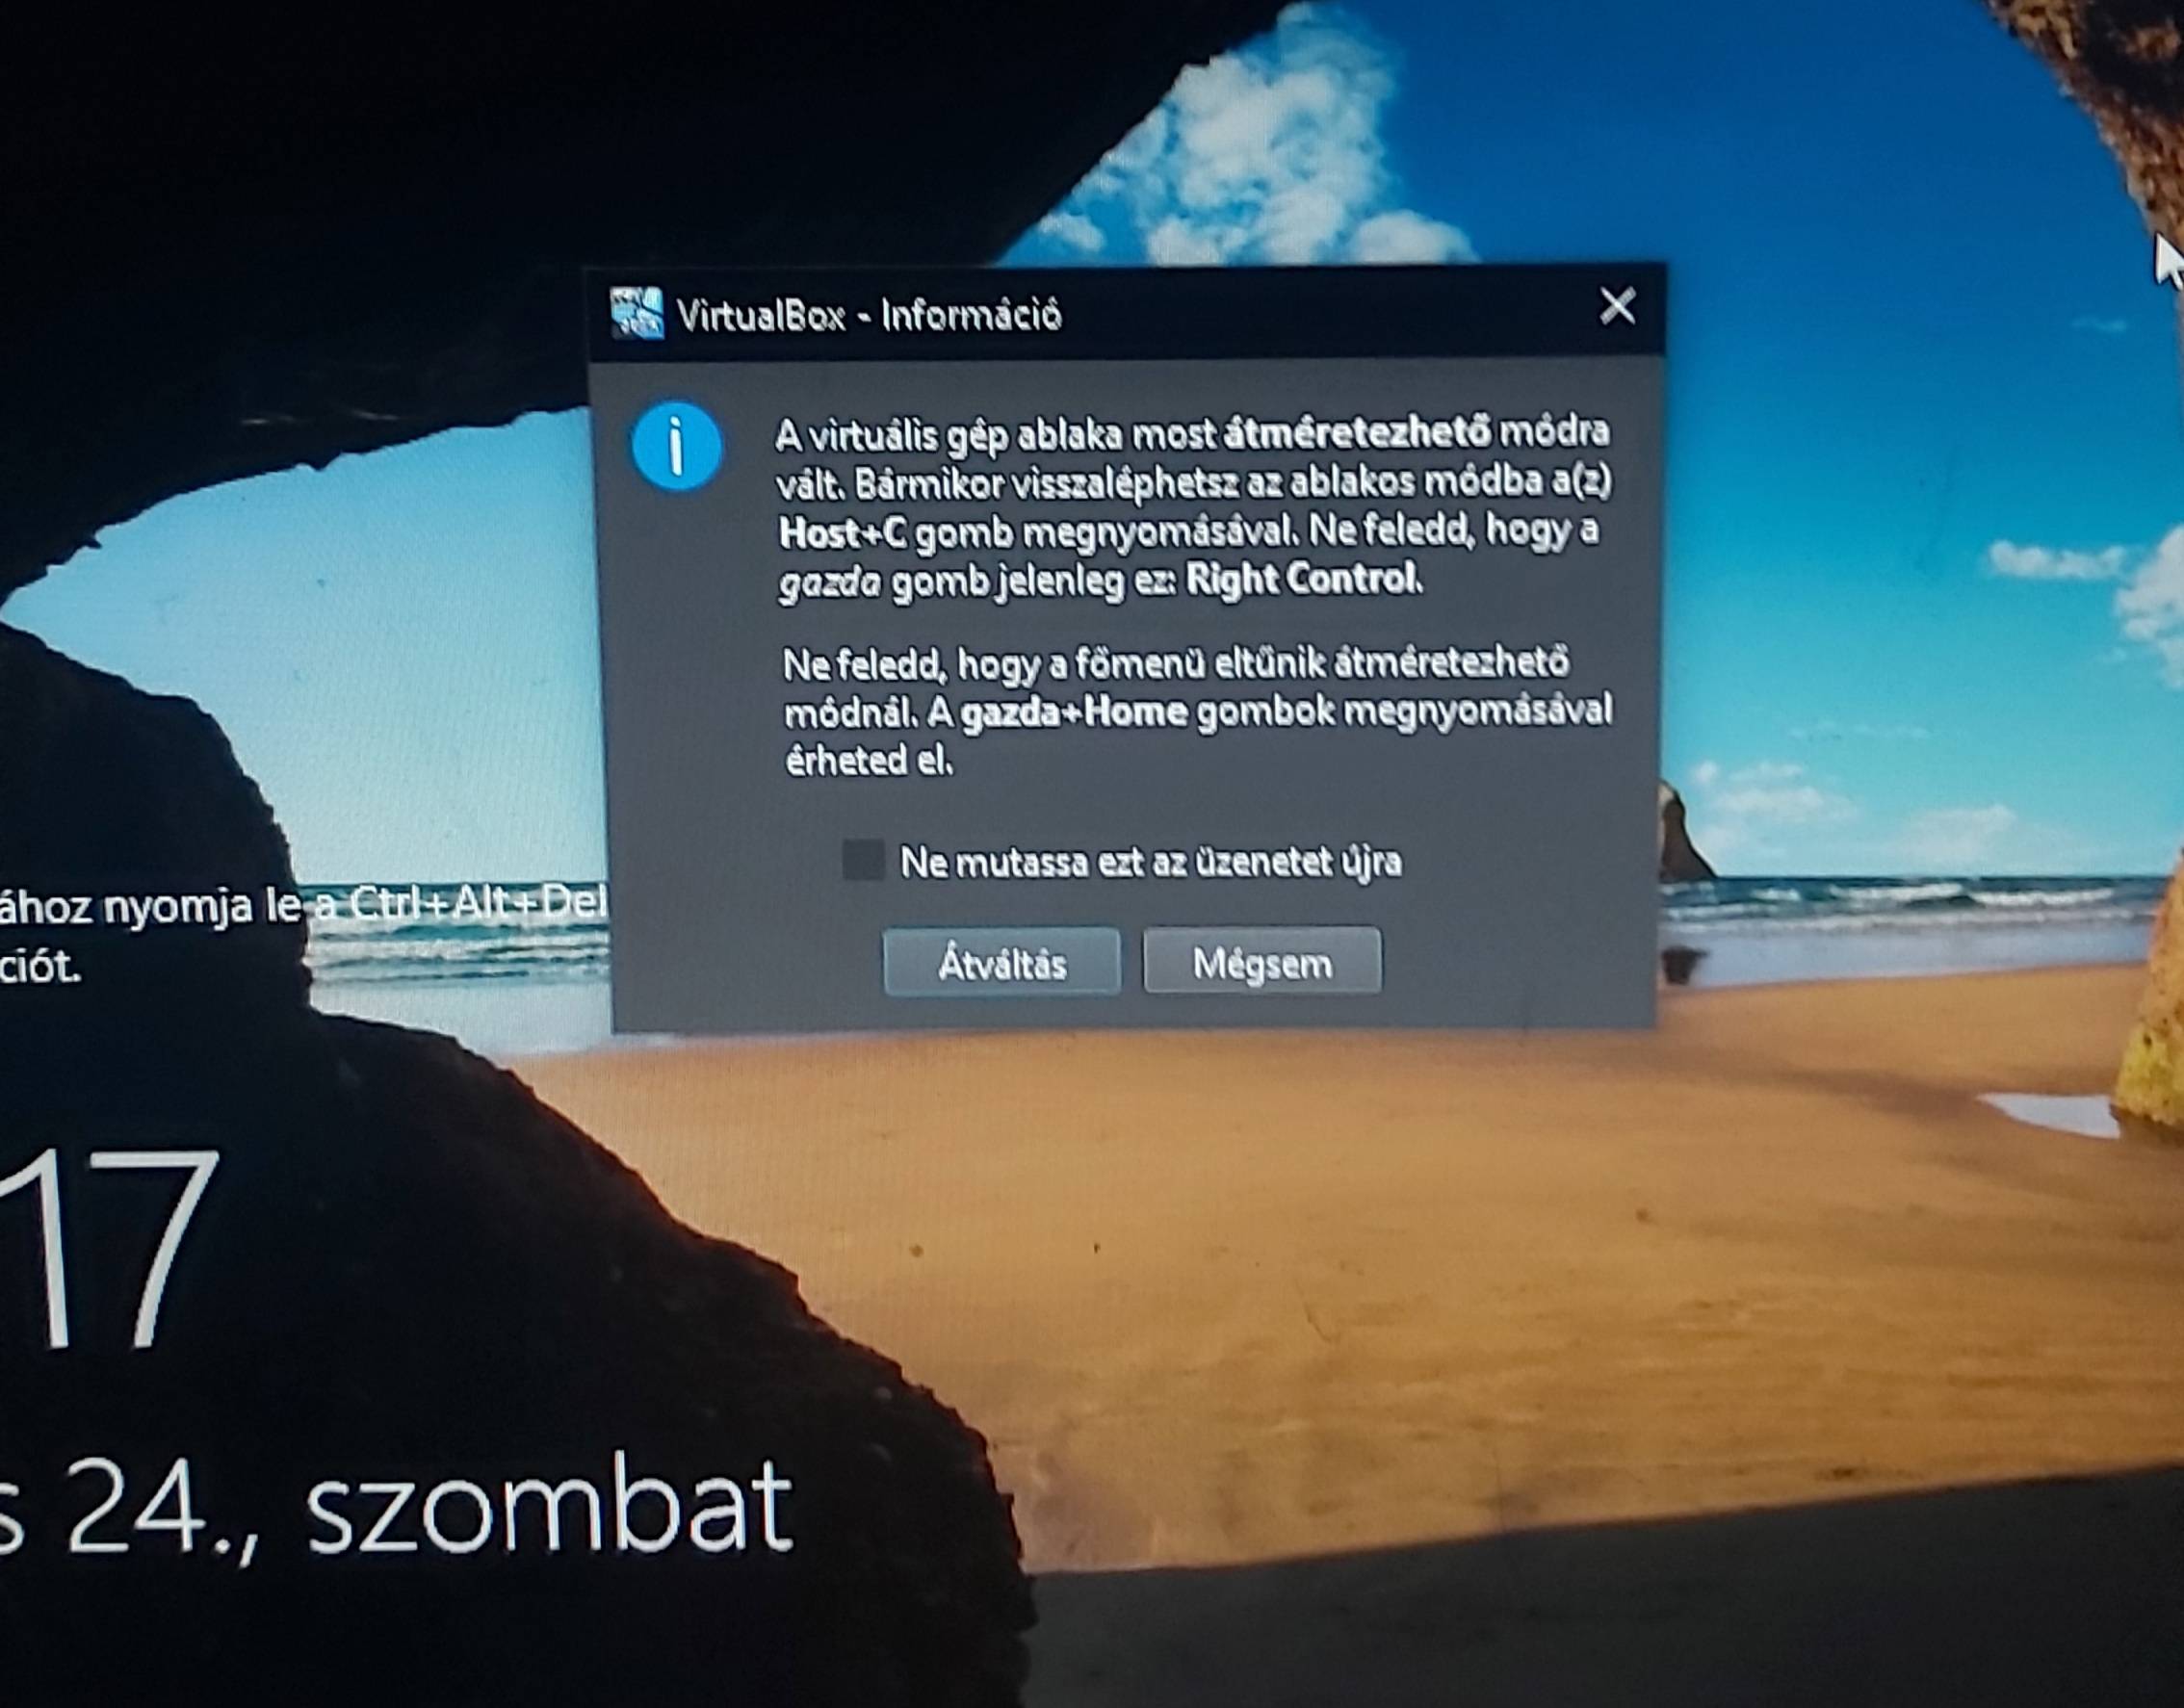 VirtualBox - Információ
A virtuális gép ablaka most átméretezhető módra
vált. Bármikor visszaléphetsz az ablakos módba a(z)
Host+C gomb megnyomásával. Ne feledd, hogy a
gazda gomb jelenleg ez: Right Control.
Ne feledd, hogy a főmenü eltűnik átméretezhető
módnál. A gazda+Home gombok megnyomásával
érheted el.
Ne mutassa ezt az üzenetet újra
Átváltás Mégsem
ához nyomja le a Ctrl+Alt+Del
ciót.
17
s 24., szombat